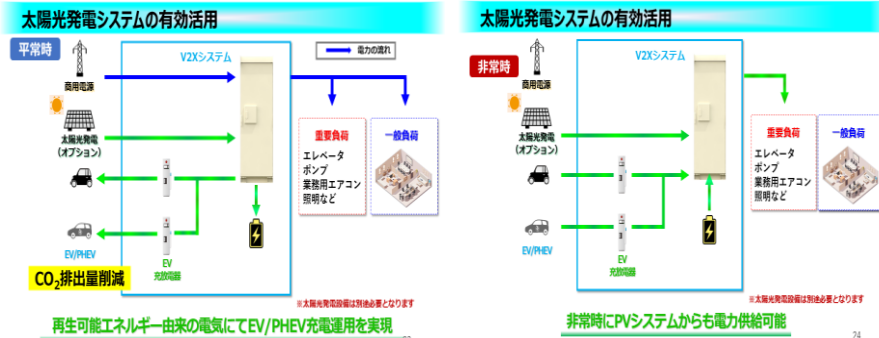 太陽光発電システムの有効活用
平常時
V2Xシステム
電力の流れ
商用電源
太陽光発電
(オプション)
重要負荷
エレベータ
ポンプ
業務用エアコン
照明など
一般負荷
EV/PHEV
EV
充放電器
CO2排出量削減
※太陽光発電設備は別途必要となります
再生可能エネルギー由来の電気にてEV/PHEV充電運用を実現
太陽光発電システムの有効活用
非常時
V2Xシステム
商用電源
太陽光発電
(オプション)
重要負荷
エレベータ
ポンプ
業務用エアコン
照明など
一般負荷
EV/PHEV
EV
充放電器
※太陽光発電設備は別途必要となります
非常時にPVシステムからも電力供給可能
24